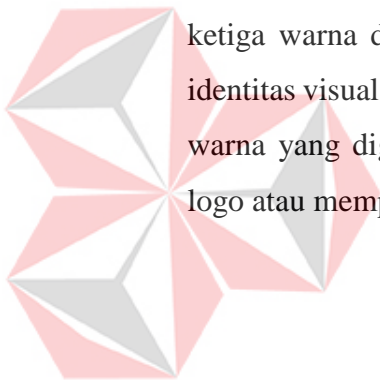 ketiga warna d
identitas visual
warna yang dig
logo atau memp